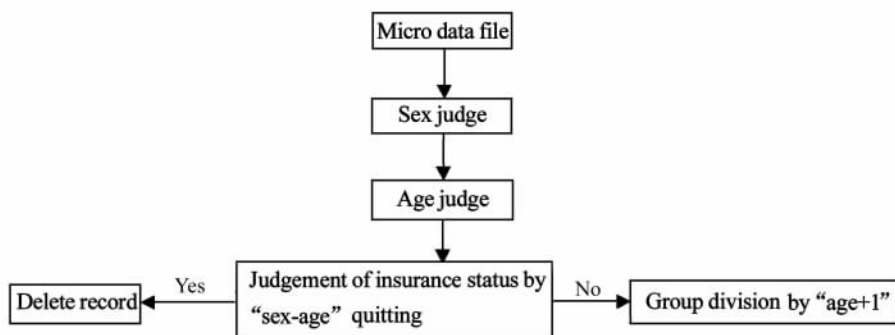 Micro data file
Sex judge
Age judge
Yes
Judgement of insurance status by
“sex-age” quitting
No
Delete record
Group division by “age+1”